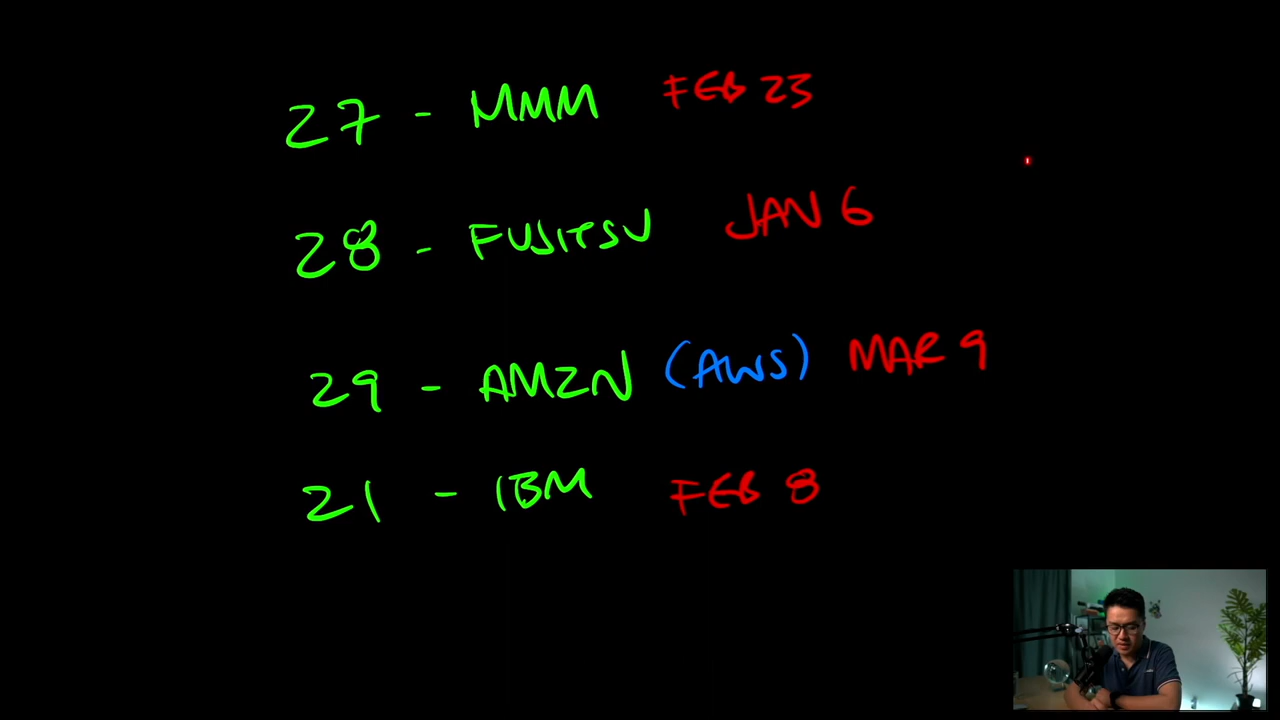 27 - MMM FEB 23
28 - FUJITSU JAN 6
29 - AMZN (AWS) MAR 9
21 - IBM FEB 8